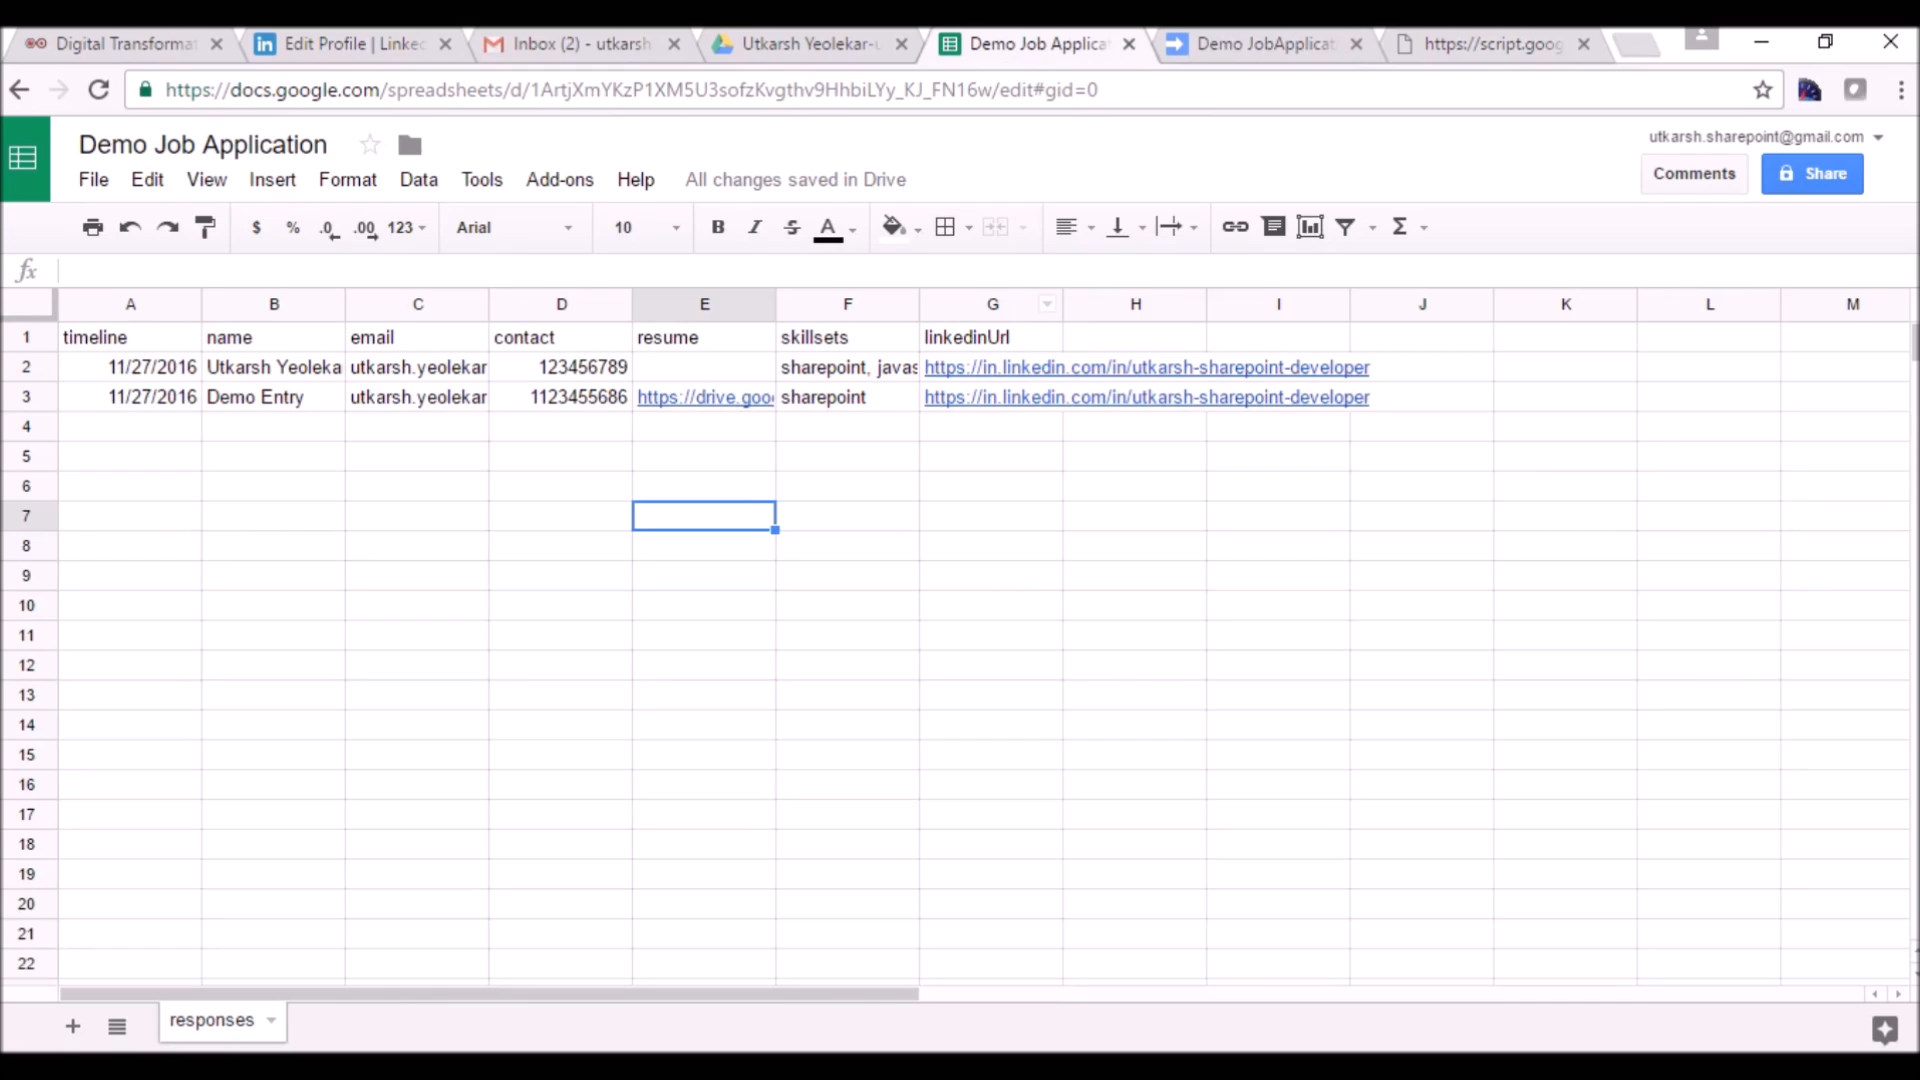 Digital Transformat Edit Profile | Linked Inbox (2) - utkarsh Utkarsh Yeolekar-u Demo Job Applicat Demo JobApplicat https://script.goog
https://docs.google.com/spreadsheets/d/1ArtjXmYKzP1XM5U3sofzKvgthv9HhbiLYy_KJ_FN16w/edit#gid=0
Demo Job Application
utkarsh.sharepoint@gmail.com
File Edit View Insert Format Data Tools Add-ons Help All changes saved in Drive
Comments Share
$ % .0 .00 123 Arial 10 B I S A Σ
fx
A B C D E F G H I J K L M
1 timeline name email contact resume skillsets linkedinUrl
2 11/27/2016 Utkarsh Yeoleka utkarsh.yeolekar 123456789 sharepoint, javas https://in.linkedin.com/in/utkarsh-sharepoint-developer
3 11/27/2016 Demo Entry utkarsh.yeolekar 1123455686 https://drive.goo sharepoint https://in.linkedin.com/in/utkarsh-sharepoint-developer
4
5
6
7
8
9
10
11
12
13
14
15
16
17
18
19
20
21
22
responses